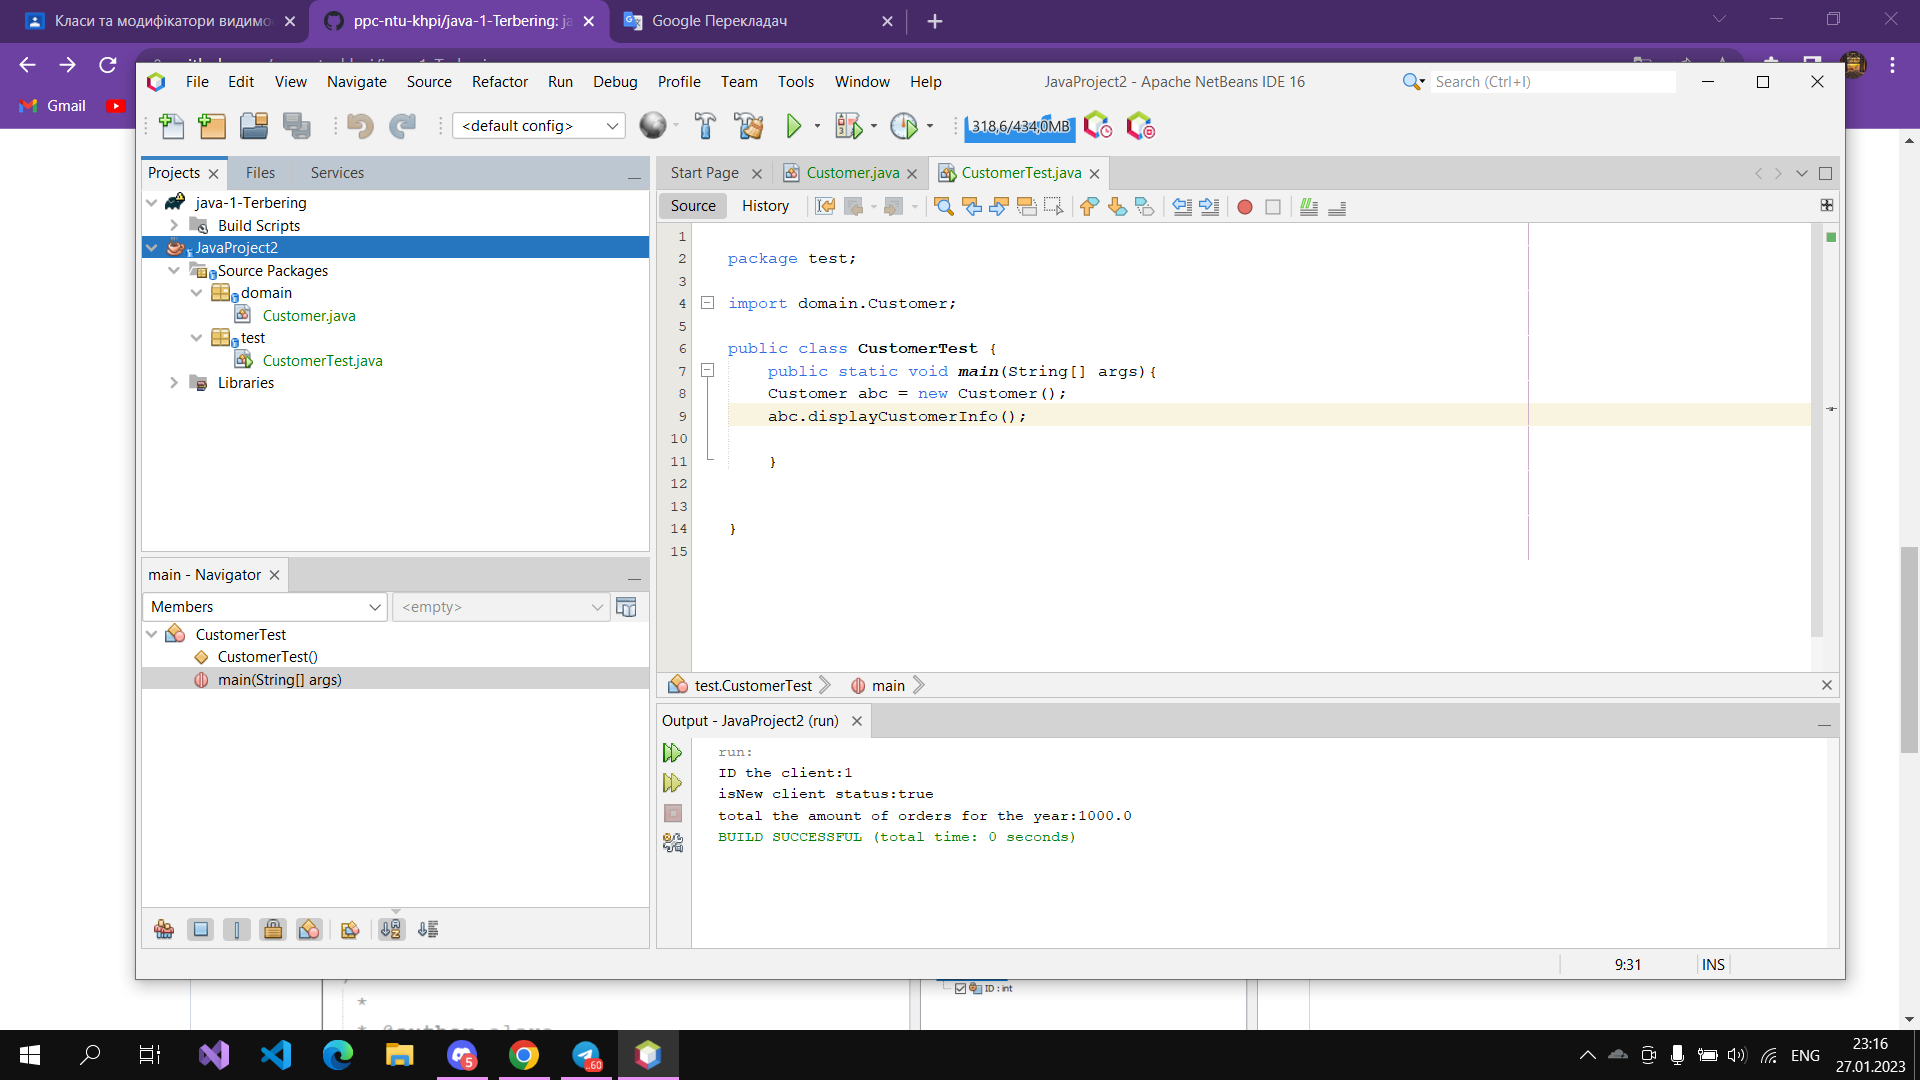 Класи та модифікатори видимо
ppc-ntu-khpi/java-1-Terbering: ja
Google Перекладач
Gmail
File Edit View Navigate Source Refactor Run Debug Profile Team Tools Window Help
JavaProject2 - Apache NetBeans IDE 16
Search (Ctrl+I)
<default config>
318,6/434,0MB
Projects
Files
Services
java-1-Terbering
Build Scripts
JavaProject2
Source Packages
domain
Customer.java
test
CustomerTest.java
Libraries
Start Page
Customer.java
CustomerTest.java
Source
History
1
2 package test;
3
4 import domain.Customer;
5
6 public class CustomerTest {
7 public static void main(String[] args){
8 Customer abc = new Customer();
9 abc.displayCustomerInfo();
10
11 }
12
13
14 }
15
main - Navigator
Members
<empty>
CustomerTest
CustomerTest()
main(String[] args)
test.CustomerTest
main
Output - JavaProject2 (run)
run:
ID the client:1
isNew client status:true
total the amount of orders for the year:1000.0
BUILD SUCCESSFUL (total time: 0 seconds)
9:31
INS
*
ID : int
5
..60
ENG
23:16
27.01.2023